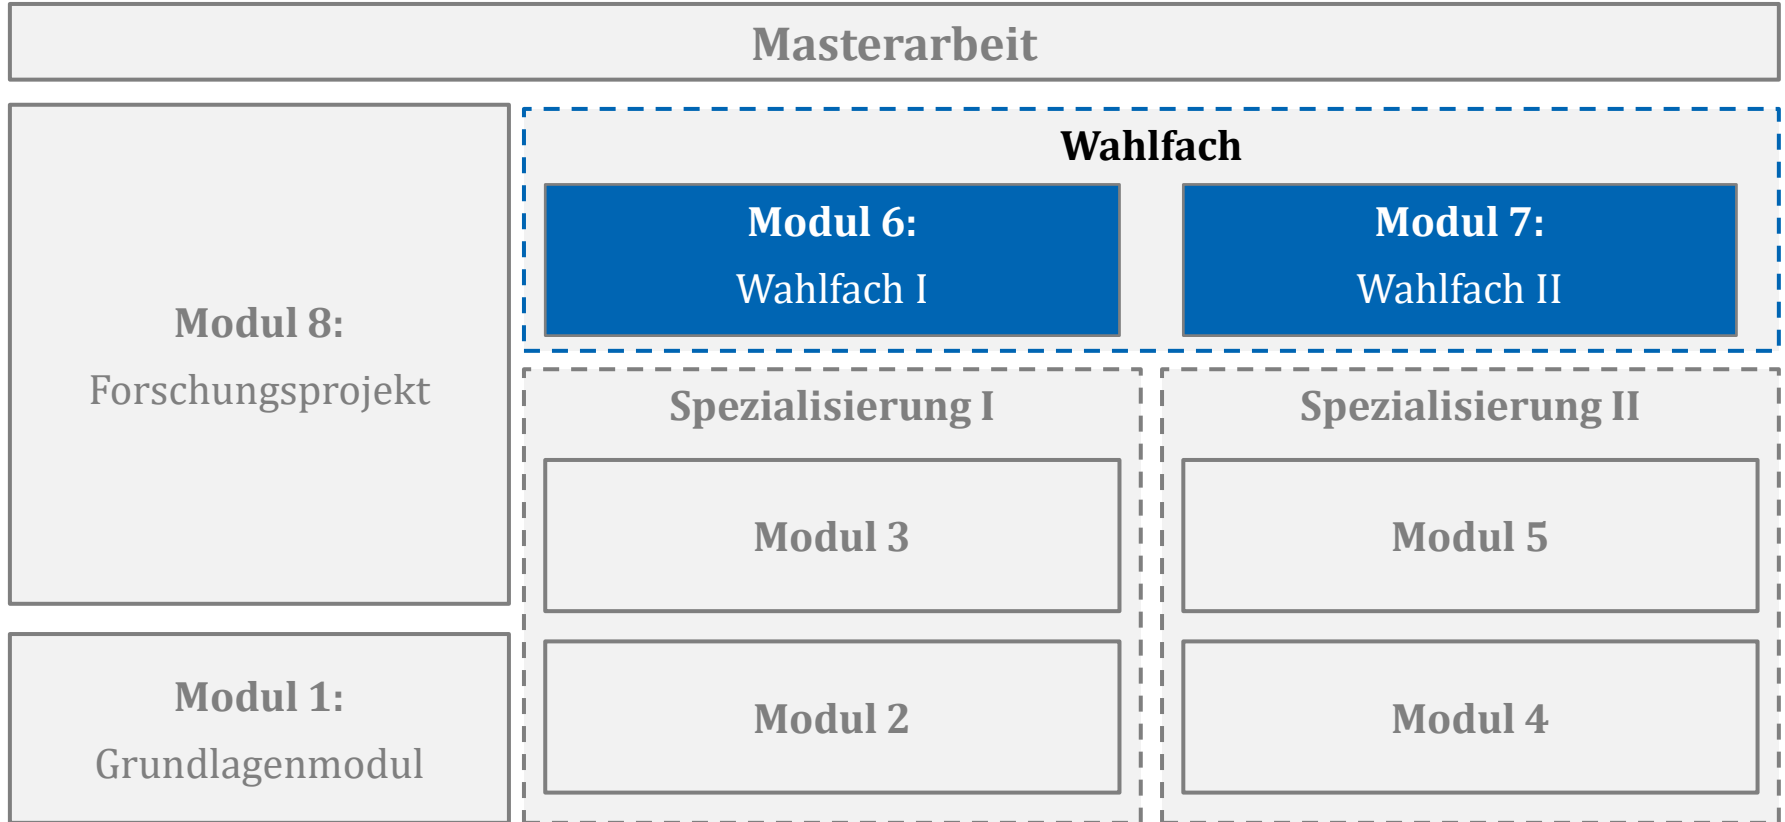 Masterarbeit
Modul 8:
Forschungsprojekt
Wahlfach
Modul 6:
Wahlfach I
Modul 7:
Wahlfach II
Spezialisierung I
Modul 3
Modul 2
Spezialisierung II
Modul 5
Modul 4
Modul 1:
Grundlagenmodul